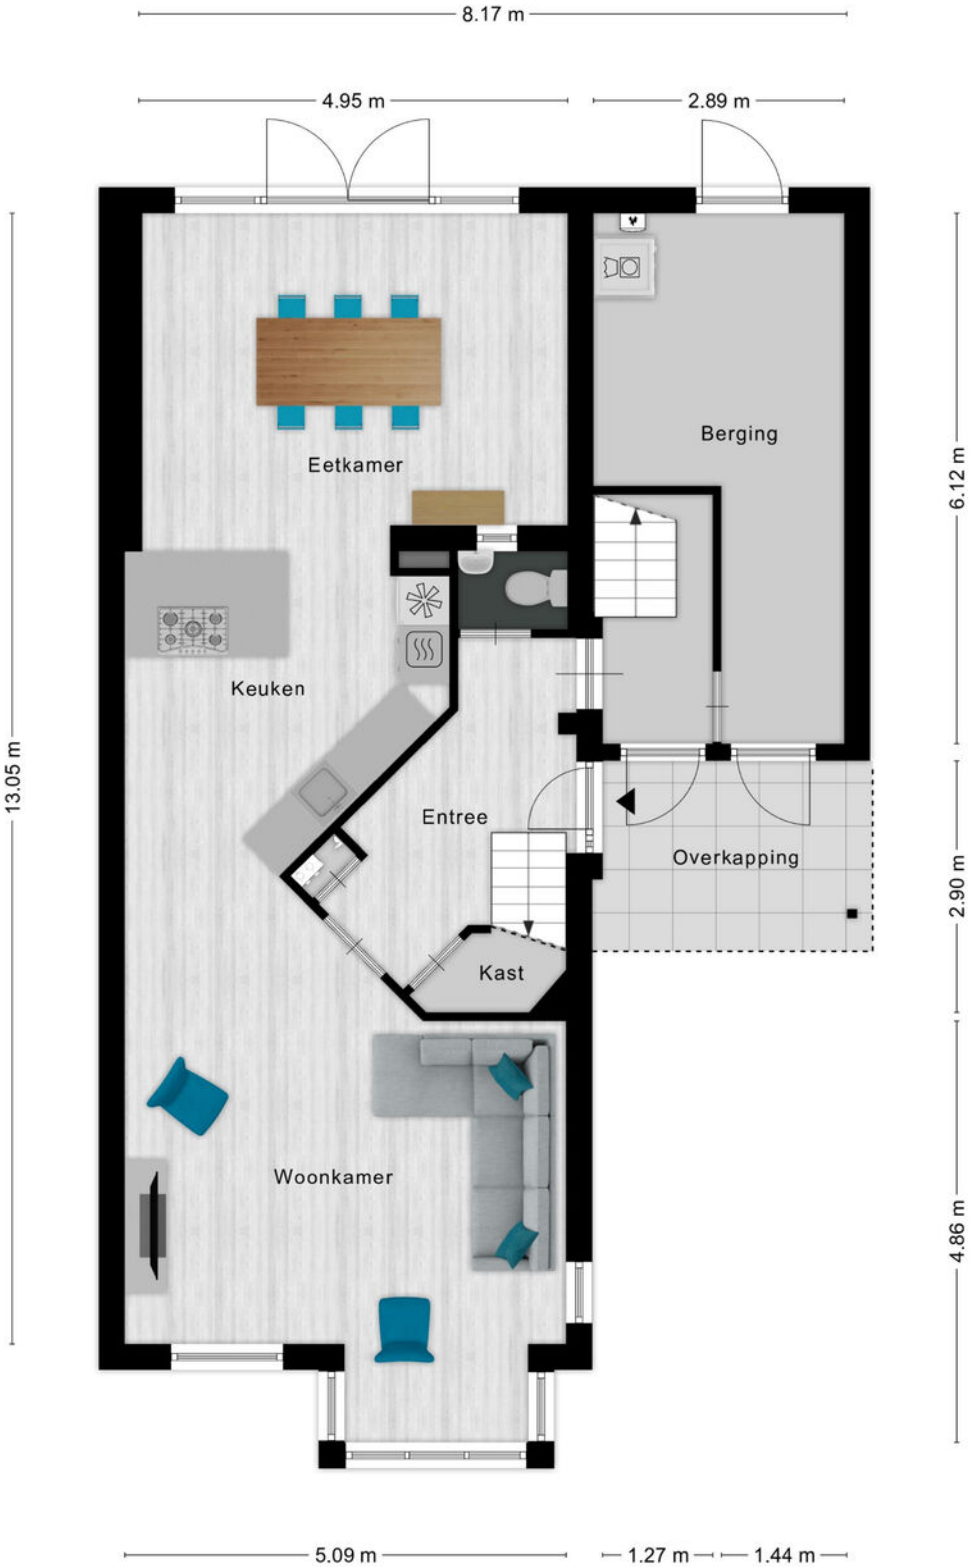 8.17 m
4.95 m
2.89 m
Berging
Eetkamer
6.12 m
Keuken
13.05 m
Entree
Overkapping
2.90 m
Kast
Woonkamer
4.86 m
5.09 m
1.27 m
1.44 m